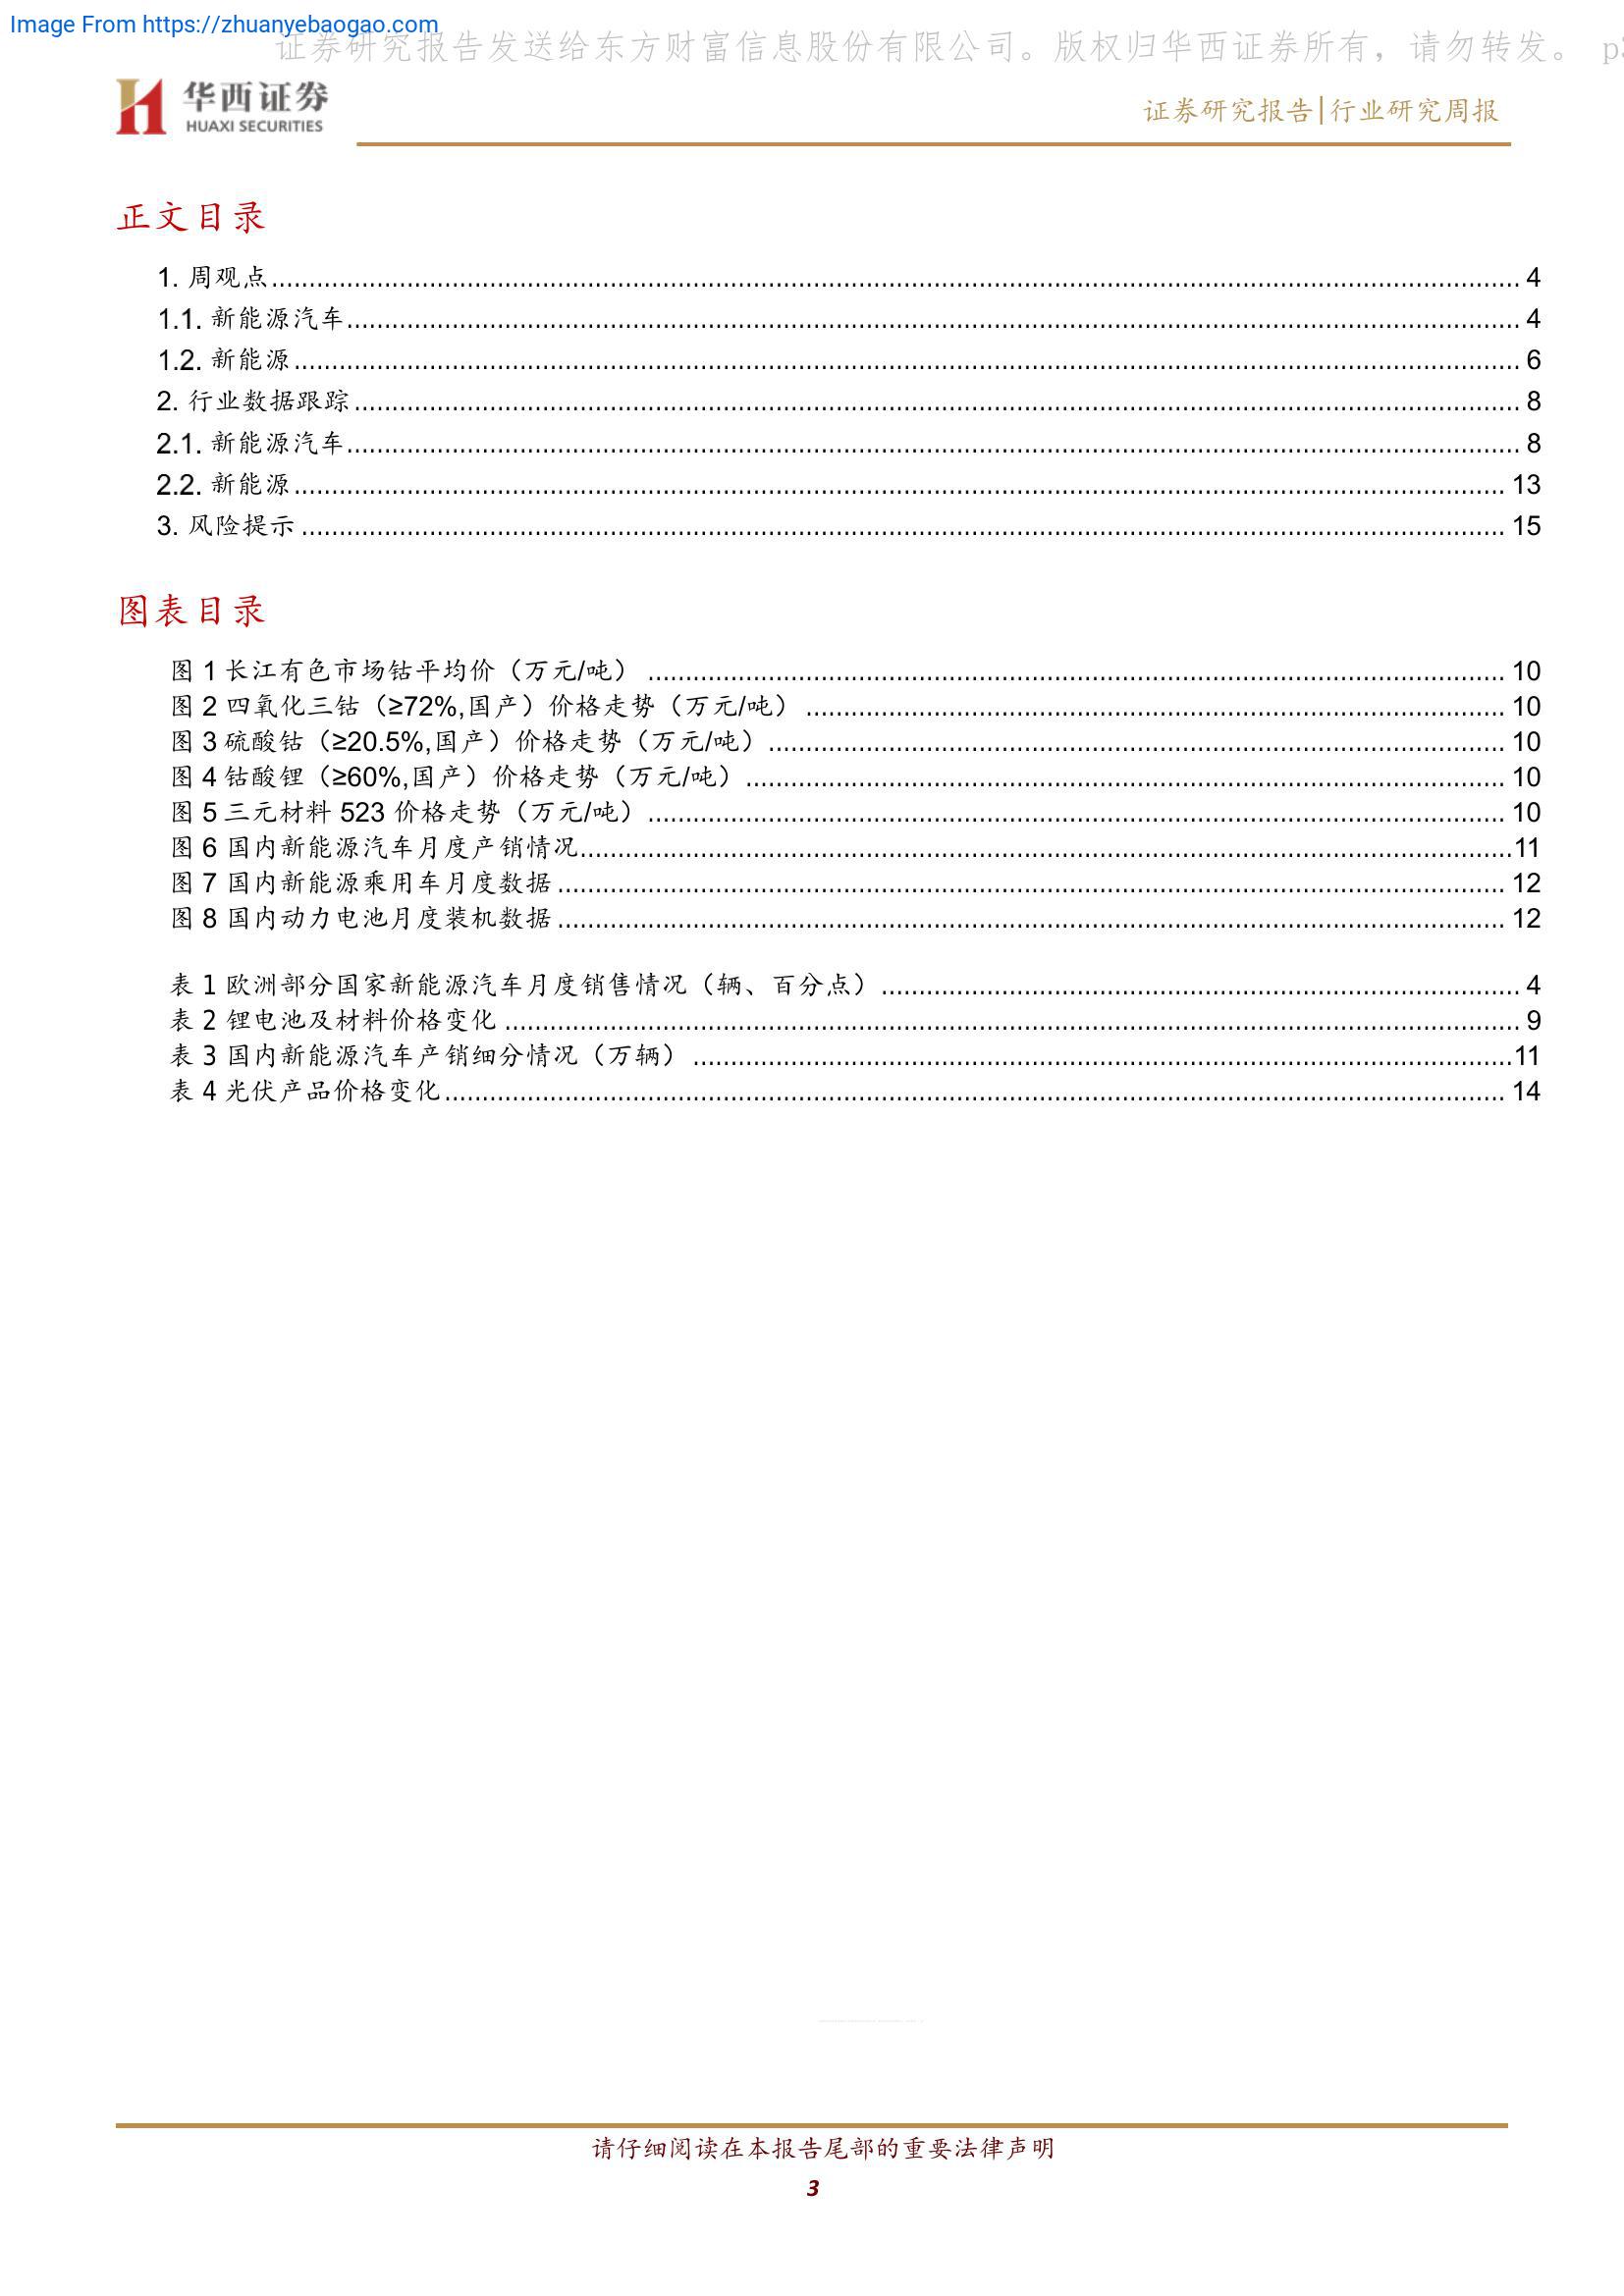 Image From https://zhuanyebaogao.com
证券研究报告发送给东方财富信息股份有限公司。版权归华西证券所有，请勿转发。 p3
华西证券
HUAXI SECURITIES
证券研究报告|行业研究周报
正文目录
1. 周观点 4
1.1. 新能源汽车 4
1.2. 新能源 6
2. 行业数据跟踪 8
2.1. 新能源汽车 8
2.2. 新能源 13
3. 风险提示 15
图表目录
图 1 长江有色市场钴平均价（万元/吨） 10
图 2 四氧化三钴（≥72%,国产）价格走势（万元/吨） 10
图 3 硫酸钴（≥20.5%,国产）价格走势（万元/吨） 10
图 4 钴酸锂（≥60%,国产）价格走势（万元/吨） 10
图 5 三元材料 523 价格走势（万元/吨） 10
图 6 国内新能源汽车月度产销情况 11
图 7 国内新能源乘用车月度数据 12
图 8 国内动力电池月度装机数据 12
表 1 欧洲部分国家新能源汽车月度销售情况（辆、百分点） 4
表 2 锂电池及材料价格变化 9
表 3 国内新能源汽车产销细分情况（万辆） 11
表 4 光伏产品价格变化 14
请仔细阅读在本报告尾部的重要法律声明
3